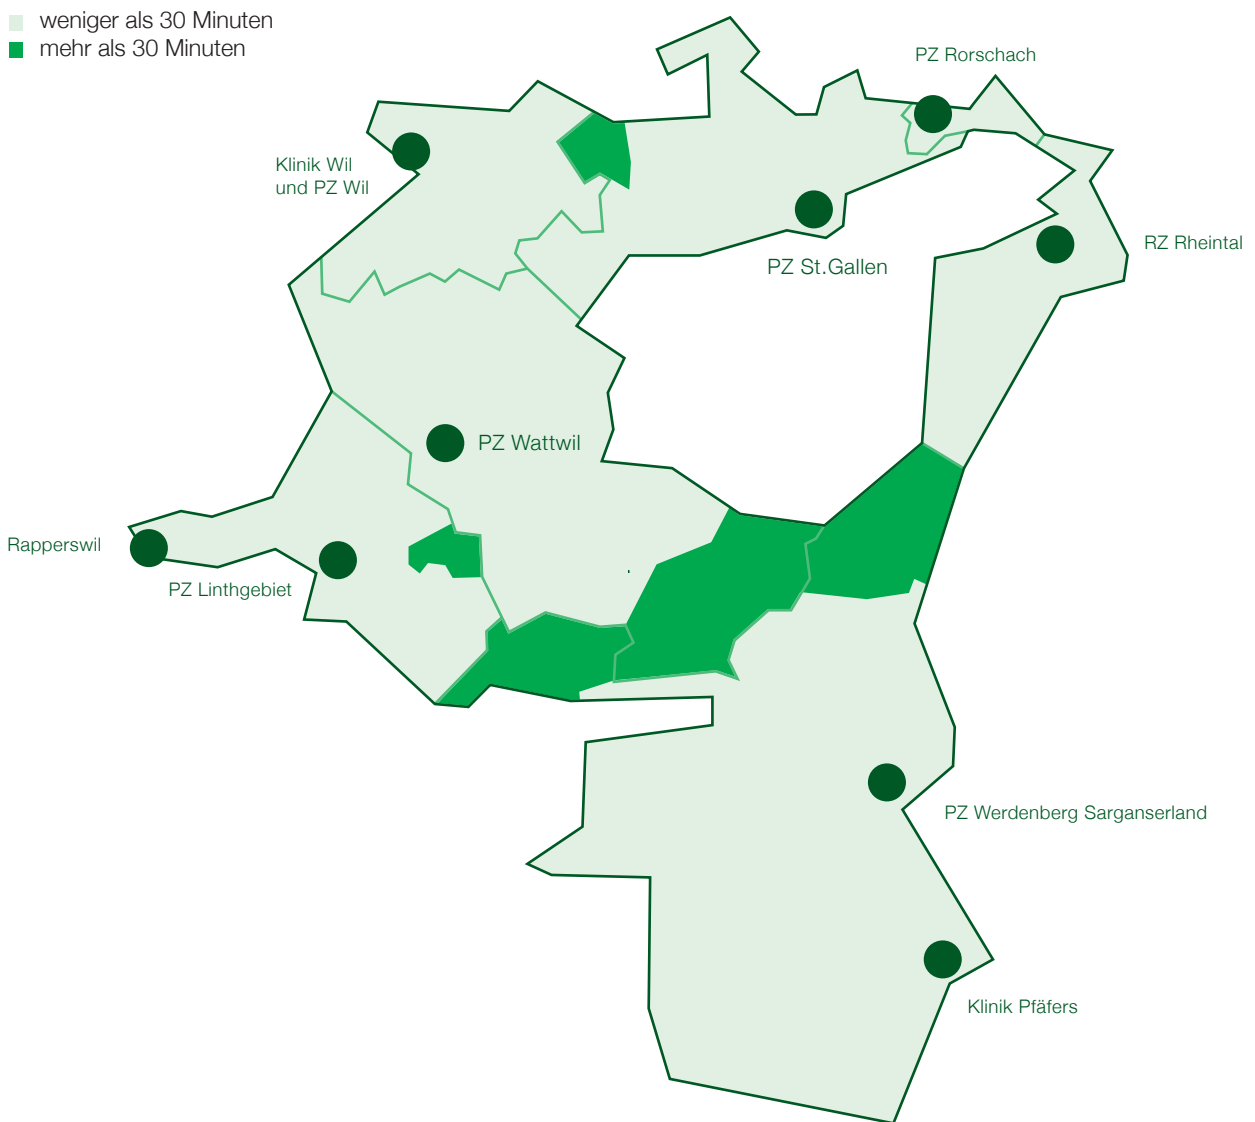 weniger als 30 Minuten
mehr als 30 Minuten
PZ Rorschach
Klinik Wil
und PZ Wil
RZ Rheintal
PZ St.Gallen
PZ Wattwil
Rapperswil
PZ Linthgebiet
PZ Werdenberg Sarganserland
Klinik Pfäfers